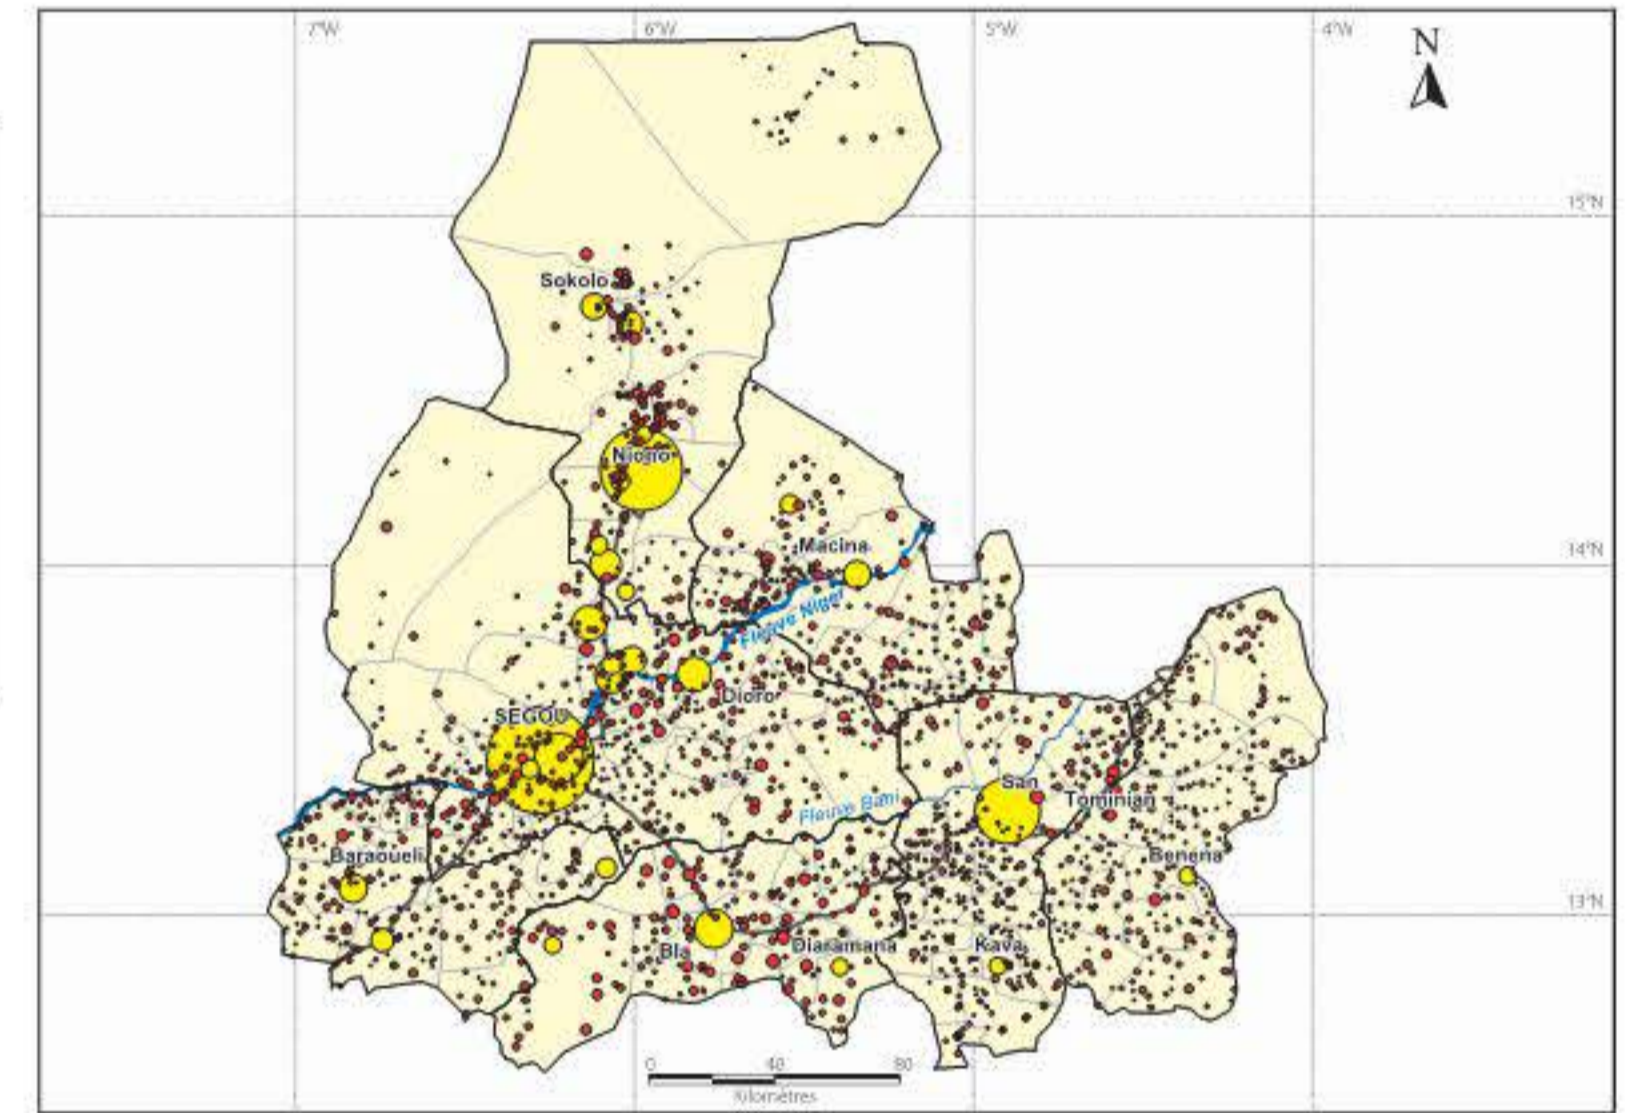 7°W
6°W
5°W
4°W
N
15°N
Sokolo
Niono
Macina
14°N
Fleuve Niger
Dioro
SEGOU
San
Tominian
Fleuve Bani
Baraoueli
Benena
13°N
Bla
Diaramana
Kava
0 40 80
Kilomètres